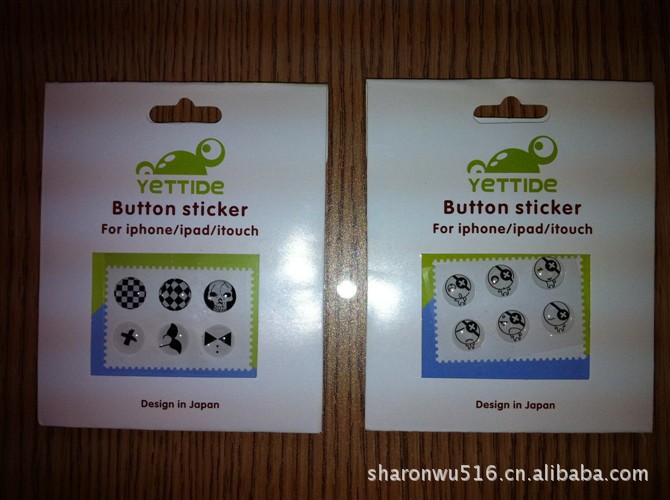 YETTIDE
Button sticker
For iphone/ipad/itouch
Design in Japan
YETTIDE
Button sticker
For iphone/ipad/itouch
Design in Japan
sharonwu516.cn.alibaba.com